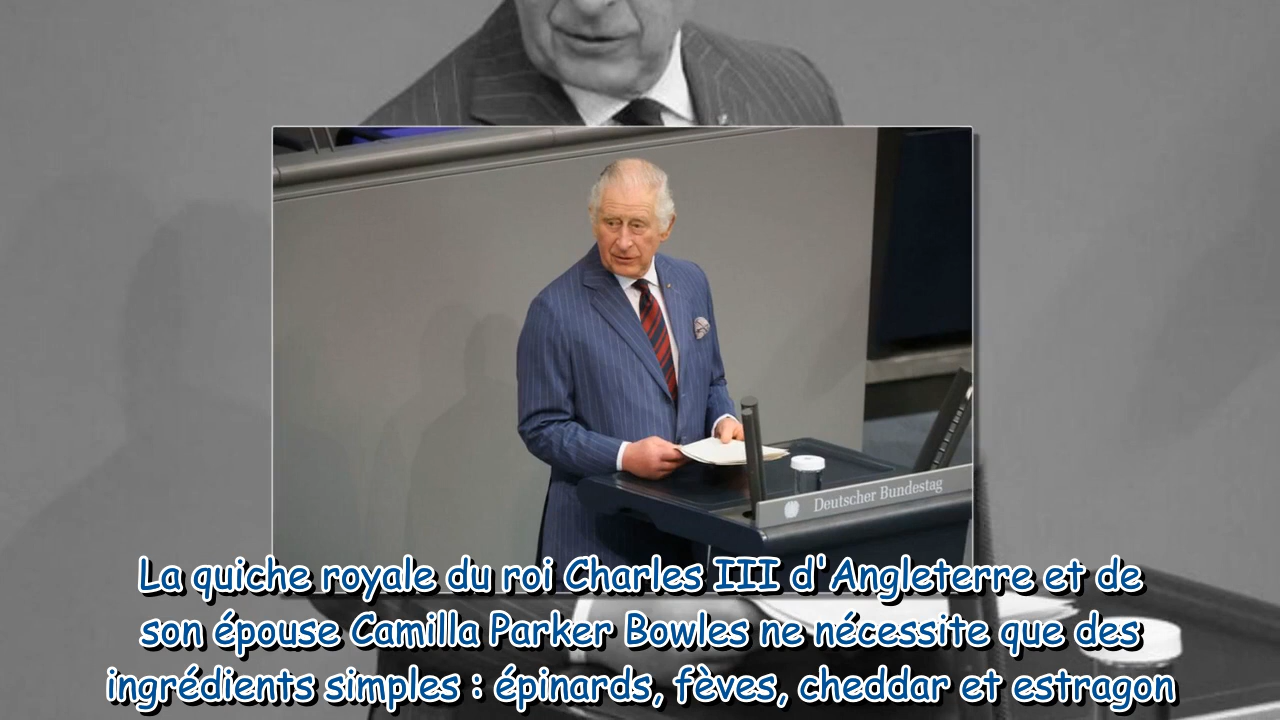 Deutscher Bundestag
La quiche royale du roi Charles III d'Angleterre et de
son épouse Camilla Parker Bowles ne nécessite que des
ingrédients simples : épinards, fèves, cheddar et estragon